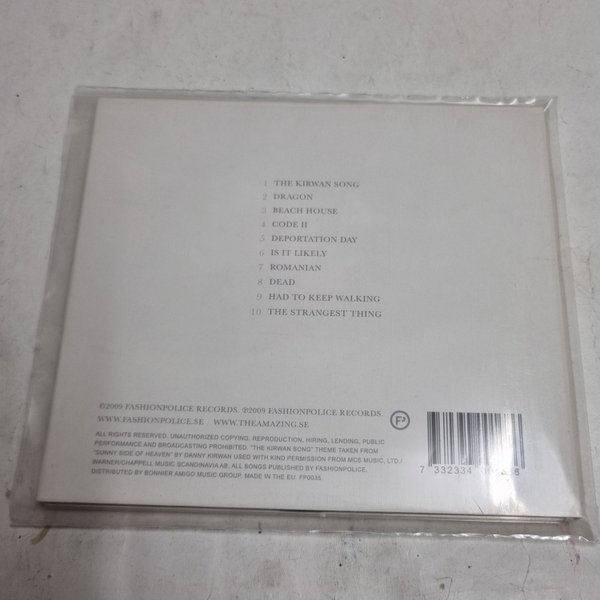 1 THE KIRWAN SONG
2 DRAGON
3 BEACH HOUSE
4 CODE II
5 DEPORTATION DAY
6 IS IT LIKELY
7 ROMANIAN
8 DEAD
9 HAD TO KEEP WALKING
10 THE STRANGEST THING
©2009 FASHIONPOLICE RECORDS. ℗2009 FASHIONPOLICE RECORDS.
WWW.FASHIONPOLICE.SE WWW.THEAMAZING.SE
FP
ALL RIGHTS RESERVED. UNAUTHORIZED COPYING, REPRODUCTION, HIRING, LENDING, PUBLIC
PERFORMANCE AND BROADCASTING PROHIBITED. "THE KIRWAN SONG" THEME TAKEN FROM
"SUNNY SIDE OF HEAVEN" BY DANNY KIRWAN USED WITH KIND PERMISSION FROM MCS MUSIC, LTD./
WARNER/CHAPPELL MUSIC SCANDINAVIA AB. ALL SONGS PUBLISHED BY FASHIONPOLICE.
DISTRIBUTED BY BONNIER AMIGO MUSIC GROUP. MADE IN THE EU. FP0035.
7 332334